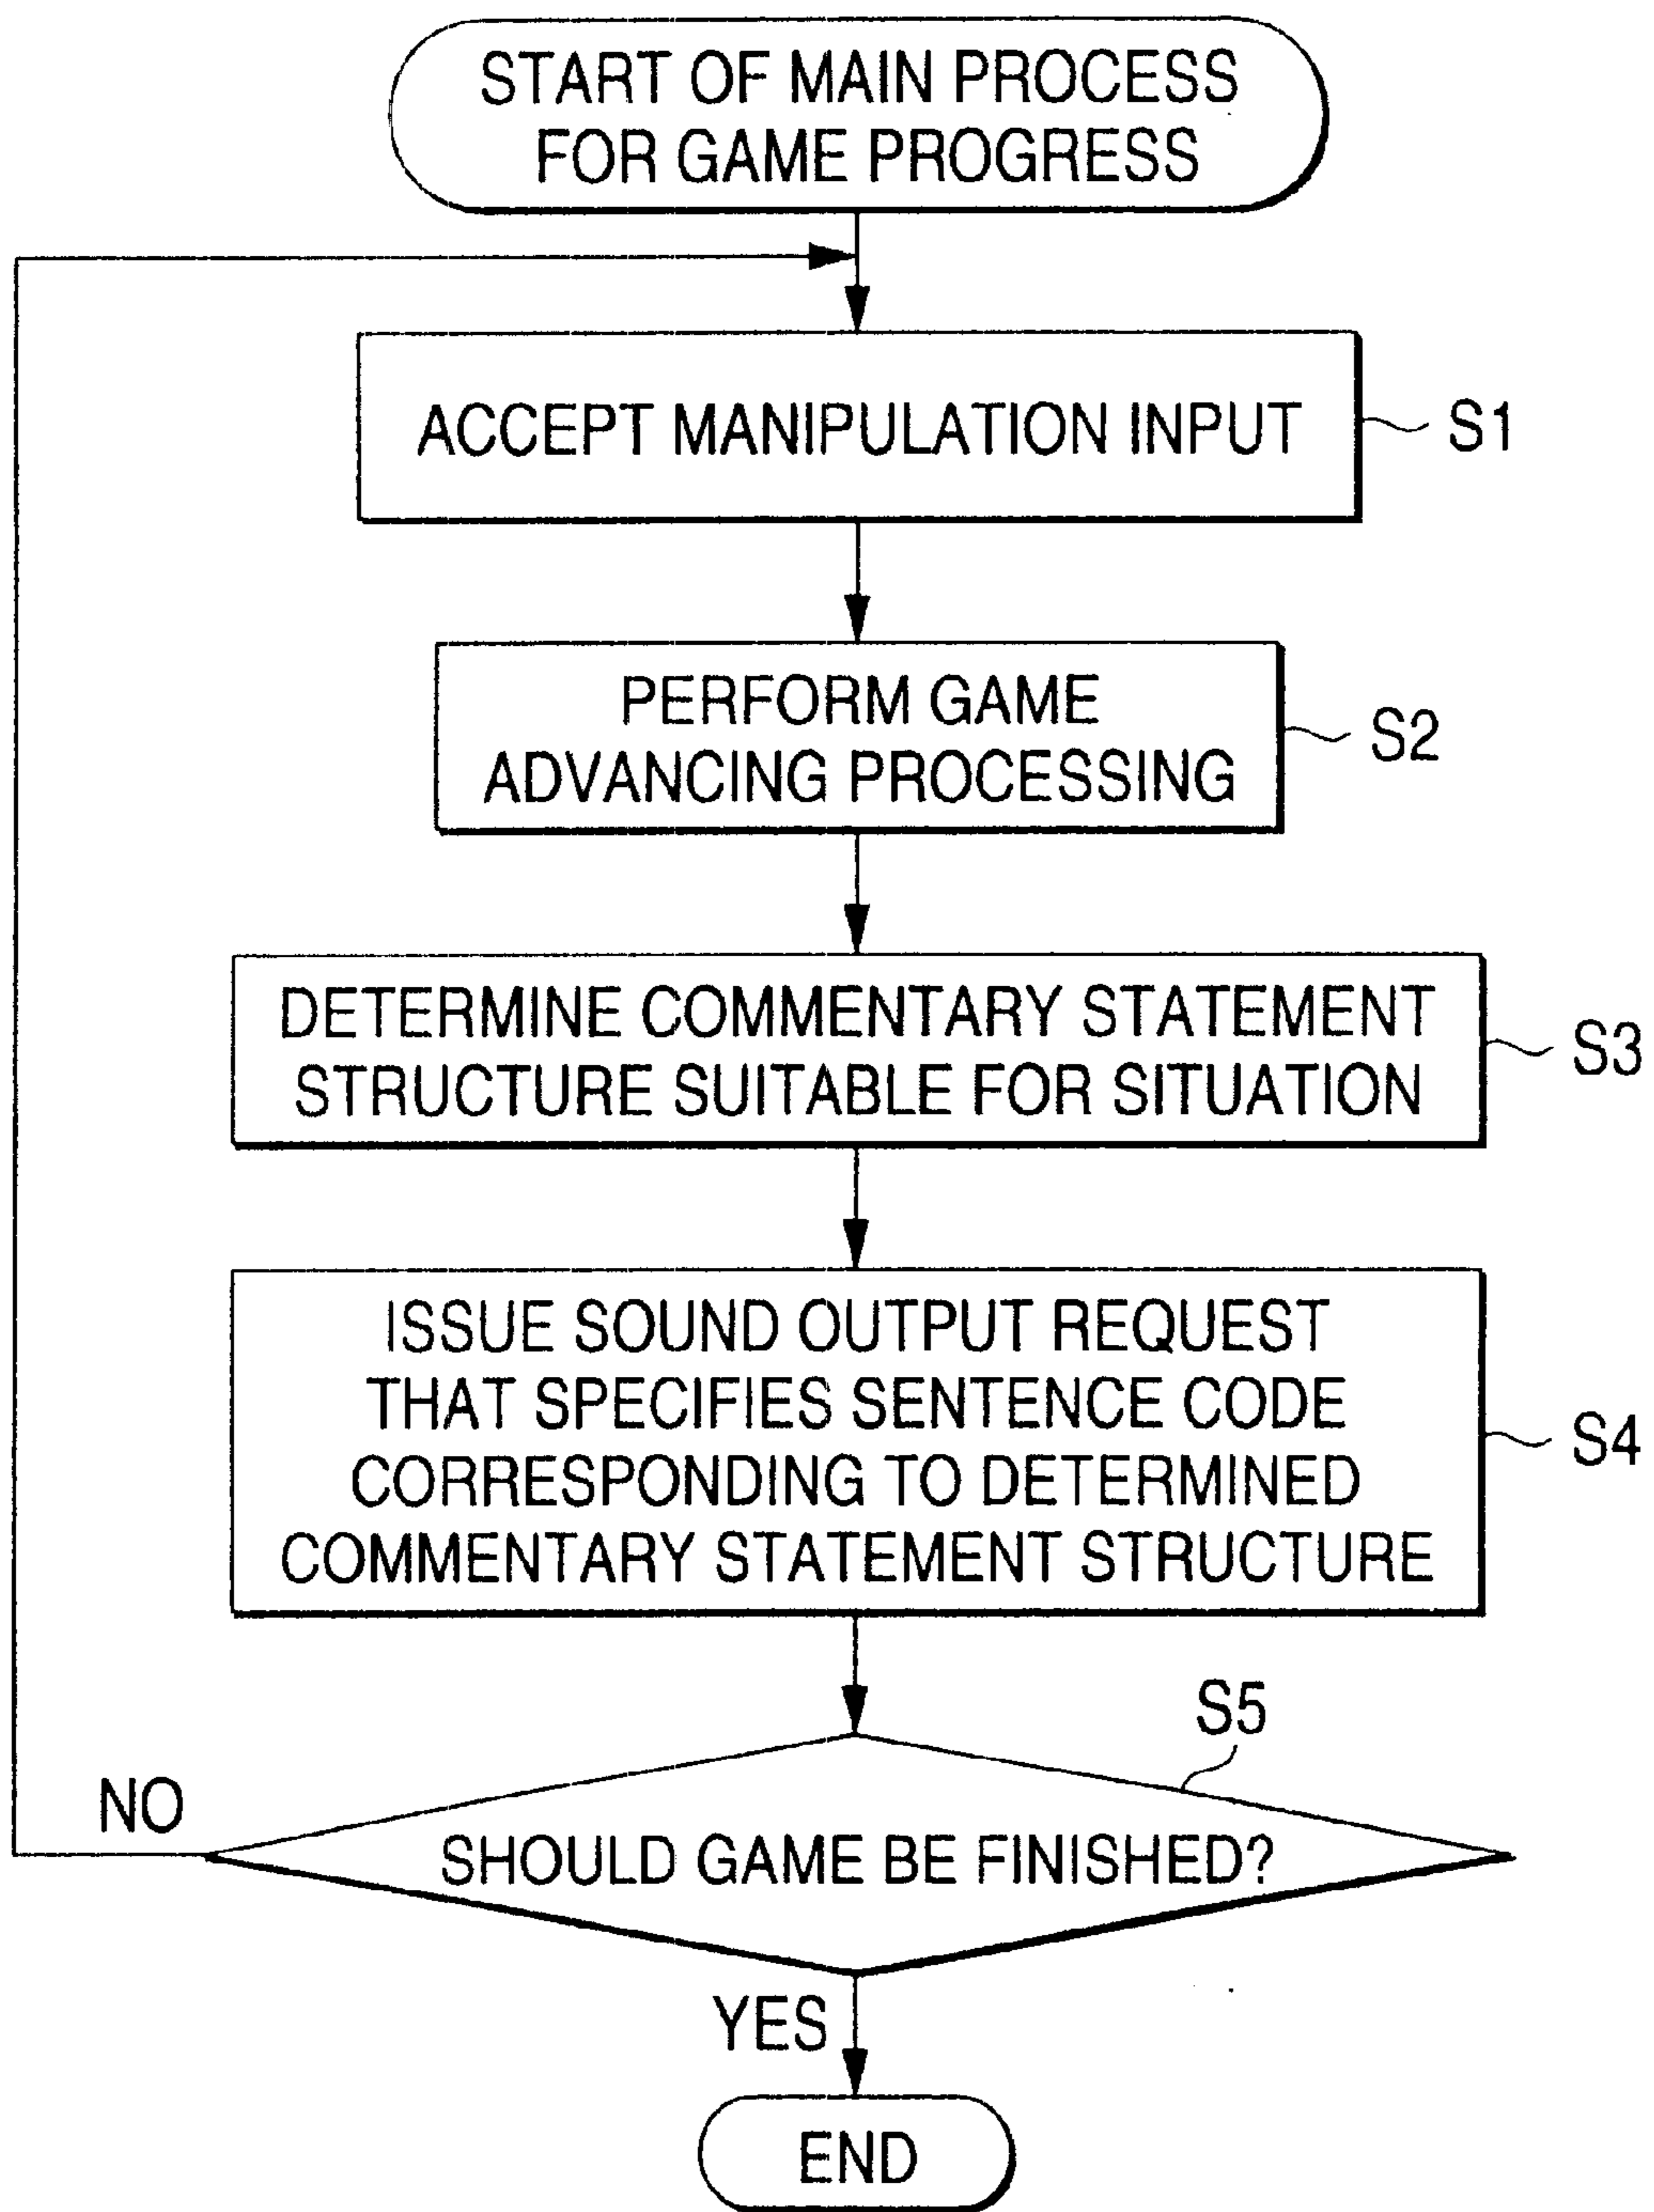 START OF MAIN PROCESS
FOR GAME PROGRESS
ACCEPT MANIPULATION INPUT
S1
PERFORM GAME
ADVANCING PROCESSING
S2
DETERMINE COMMENTARY STATEMENT
STRUCTURE SUITABLE FOR SITUATION
S3
ISSUE SOUND OUTPUT REQUEST
THAT SPECIFIES SENTENCE CODE
CORRESPONDING TO DETERMINED
COMMENTARY STATEMENT STRUCTURE
S4
S5
NO
SHOULD GAME BE FINISHED?
YES
END